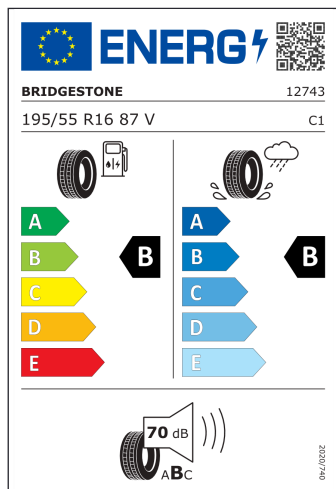 ENERG
BRIDGESTONE 12743
195/55 R16 87 V C1
A A
B B B B
C C
D D
E E
70 dB
ABC
2020/740